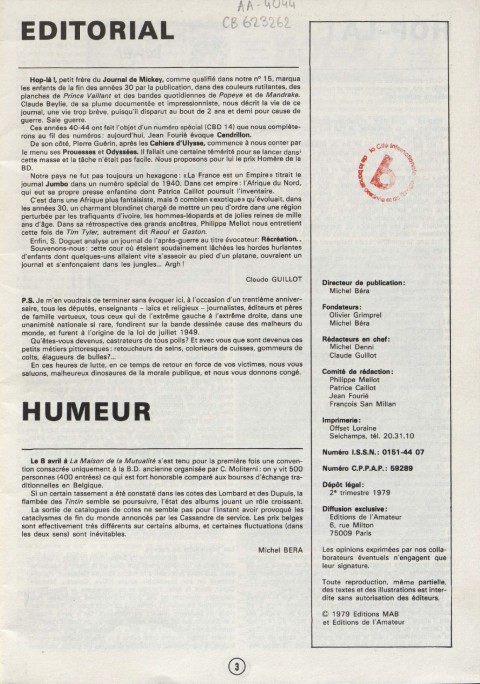 AA-4044
CB 623262
EDITORIAL
Hop-là !, petit frère du Journal de Mickey, comme qualifié dans notre n° 15, marqua
les enfants de la fin des années 30 par la publication, dans des couleurs rutilantes, des
planches de Prince Vaillant et des bandes quotidiennes de Popeye et de Mandrake.
Claude Beylie, de sa plume documentée et impressionniste, nous décrit la vie de ce
journal, une vie trop brève, puisqu'il disparut au bout de 2 ans et demi pour cause de
guerre. Sale guerre.
Ces années 40-44 ont fait l'objet d'un numéro spécial (CBD 14) que nous complète-
rons au fil des numéros : aujourd'hui, Jean Fourié évoque Cendrillon.
De son côté, Pierre Guérin, après les Cahiers d'Ulysse, commence à nous conter par
le menu ses Prouesses et Odyssées. Il fallait une certaine témérité pour se lancer dans
cette masse et la tâche n'était pas facile. Nous proposons pour lui le prix Homère de la
BD.
Notre pays ne fut pas toujours un hexagone : «La France est un Empire» titrait le
journal Jumbo dans un numéro spécial de 1940. Dans cet empire : l'Afrique du Nord,
qui eut sa propre presse enfantine dont Patrice Caillot poursuit l'inventaire.
C'est dans une Afrique plus fantaisiste, mais ô combien «exotique» qu'évoluait, dans
les années 30, un charmant blondinet chargé de mettre un peu d'ordre dans une région
perturbée par les trafiquants d'ivoire, les hommes-léopards et de jolies reines de mille
ans d'âge. Dans sa rétrospective des grands ancêtres, Philippe Mellot nous entretient
cette fois de Tim Tyler, autrement dit Raoul et Gaston.
Enfin, S. Doguet analyse un journal de l'après-guerre au titre évocateur: Récréation..
Souvenons-nous : cette cour où étaient soudainement lâchées les hordes hurlantes
d'enfants dont quelques-uns allaient vite s'asseoir au pied d'un platane, ouvraient un
journal et s'enfonçaient dans les jungles... Argh !
Claude GUILLOT
P.S. Je m'en voudrais de terminer sans évoquer ici, à l'occasion d'un trentième anniver-
saire, tous les députés, enseignants – laïcs et religieux – journalistes, éditeurs et pères
de famille vertueux, tous ceux qui de l'extrême gauche à l'extrême droite, dans une
unanimité nationale si rare, fondirent sur la bande dessinée cause des malheurs du
monde, et furent à l'origine de la loi de juillet 1949.
Qu'êtes-vous devenus, castrateurs de tous poils? Et avez-vous que sont devenus ces
petits métiers pittoresques : retoucheurs de seins, colorieurs de cuisses, gommeurs de
colts, élagueurs de bulles?...
En ces heures de lutte, en ce temps de retour en force de vos victimes, nous vous
saluons, malheureux dinosaures de la morale publique, et nous vous donnons congé.
HUMEUR
Le 8 avril à La Maison de la Mutualité s'est tenu pour la première fois une conven-
tion consacrée uniquement à la B.D. ancienne organisée par C. Moliterni : on y vit 500
personnes (400 entrées) ce qui est fort honorable comparé aux bourses d'échange tra-
ditionnelles en Belgique.
Si un certain tassement a été constaté dans les cotes des Lombard et des Dupuis, la
flambée des Tintin semble se poursuivre, l'état des albums jouant un rôle croissant.
La sortie de catalogues de cotes ne semble pas pour l'instant avoir provoqué les
cataclysmes de fin du monde annoncés par les Cassandre de service. Les prix belges
sont effectivement très différents sur certains albums, et certaines fluctuations (dans
les deux sens) sont inévitables.
Michel BERA
Directeur de publication :
Michel Béra
Fondateurs :
Olivier Grimprel
Michel Béra
Rédacteurs en chef :
Michel Denni
Claude Guillot
Comité de rédaction :
Philippe Mellot
Patrice Caillot
Jean Fourié
François San Millan
Imprimerie :
Offset Loraine
Seichamps, tél. 20.31.10
Numéro I.S.S.N. : 0151-44 07
Numéro C.P.P.A.P. : 59289
Dépôt légal :
2° trimestre 1979
Diffusion exclusive :
Editions de l'Amateur
6, rue Milton
75009 Paris
Les opinions exprimées par nos colla-
borateurs éventuels n'engagent que
leur signature.
Toute reproduction, même partielle,
des textes et des illustrations est inter-
dite sans autorisation des éditeurs.
© 1979 Editions MAB
et Editions de l'Amateur
3